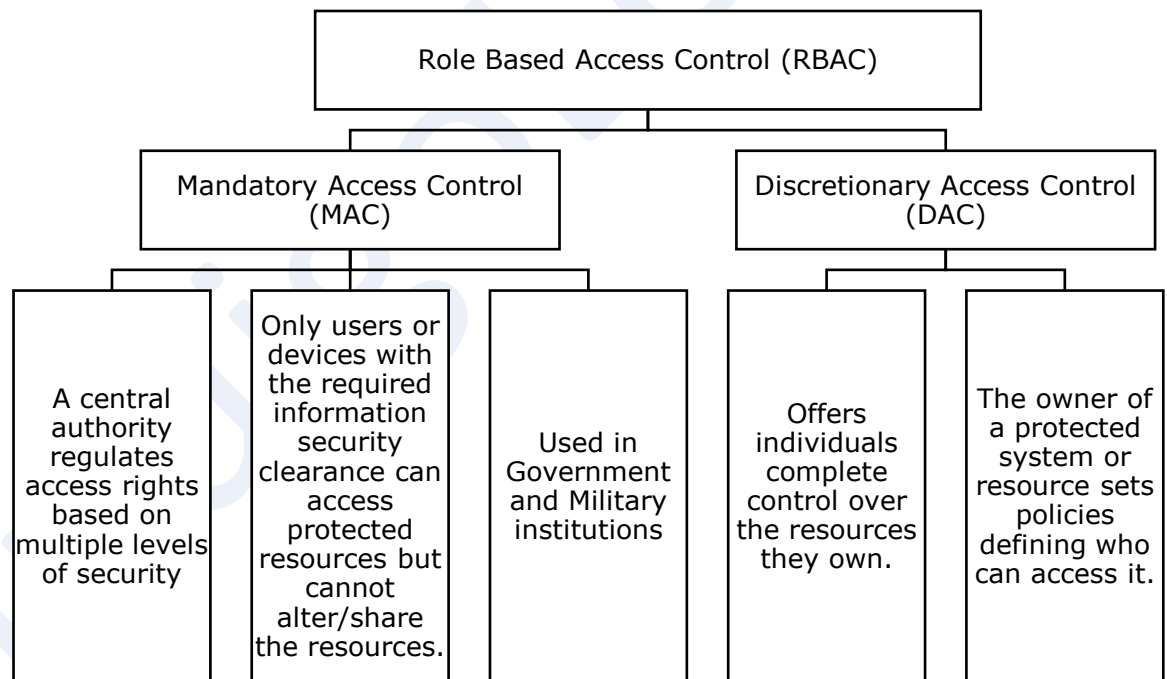 Role Based Access Control (RBAC)
Mandatory Access Control
(MAC)
Discretionary Access Control
(DAC)
A central
authority
regulates
access rights
based on
multiple levels
of security
Only users or
devices with
the required
information
security
clearance can
access
protected
resources but
cannot
alter/share
the resources.
Used in
Government
and Military
institutions
Offers
individuals
complete
control over
the resources
they own.
The owner of
a protected
system or
resource sets
policies
defining who
can access it.